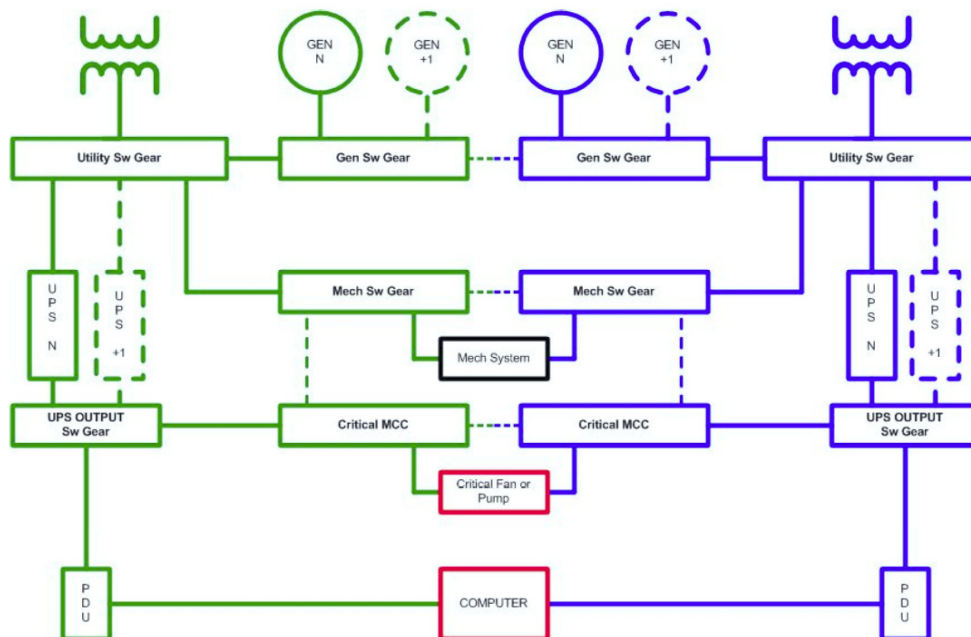 GEN
N
GEN
+1
GEN
N
GEN
+1
Utility Sw Gear
Gen Sw Gear
Gen Sw Gear
Utility Sw Gear
U
P
S
N
U
P
S
+1
Mech Sw Gear
Mech Sw Gear
U
P
S
N
U
P
S
+1
Mech System
UPS OUTPUT
Sw Gear
Critical MCC
Critical MCC
UPS OUTPUT
Sw Gear
Critical Fan or
Pump
P
D
U
COMPUTER
P
D
U